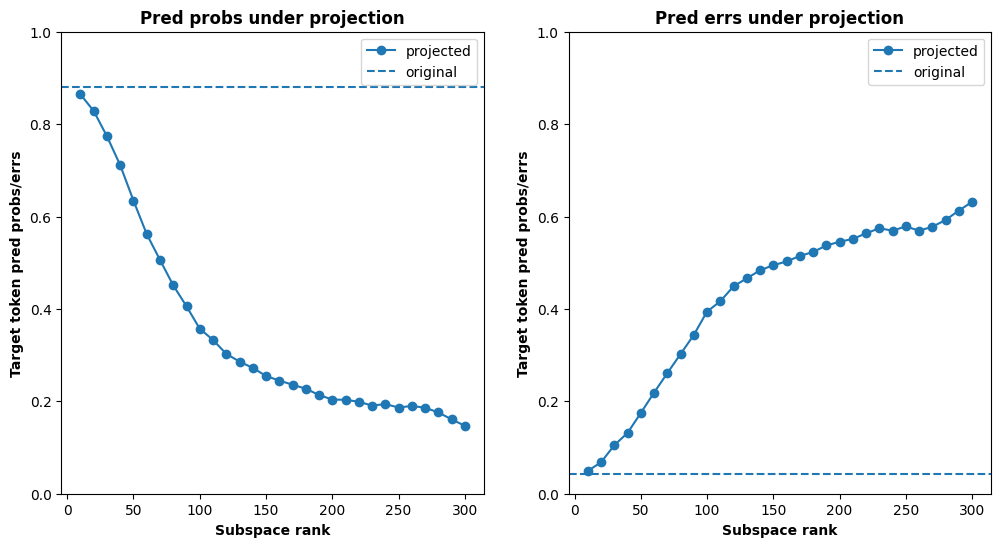 Pred probs under projection
Target token pred probs/errs
1.0
0.8
0.6
0.4
0.2
0.0
projected
original
0 50 100 150 200 250 300
Subspace rank
Pred errs under projection
Target token pred probs/errs
1.0
0.8
0.6
0.4
0.2
0.0
projected
original
0 50 100 150 200 250 300
Subspace rank